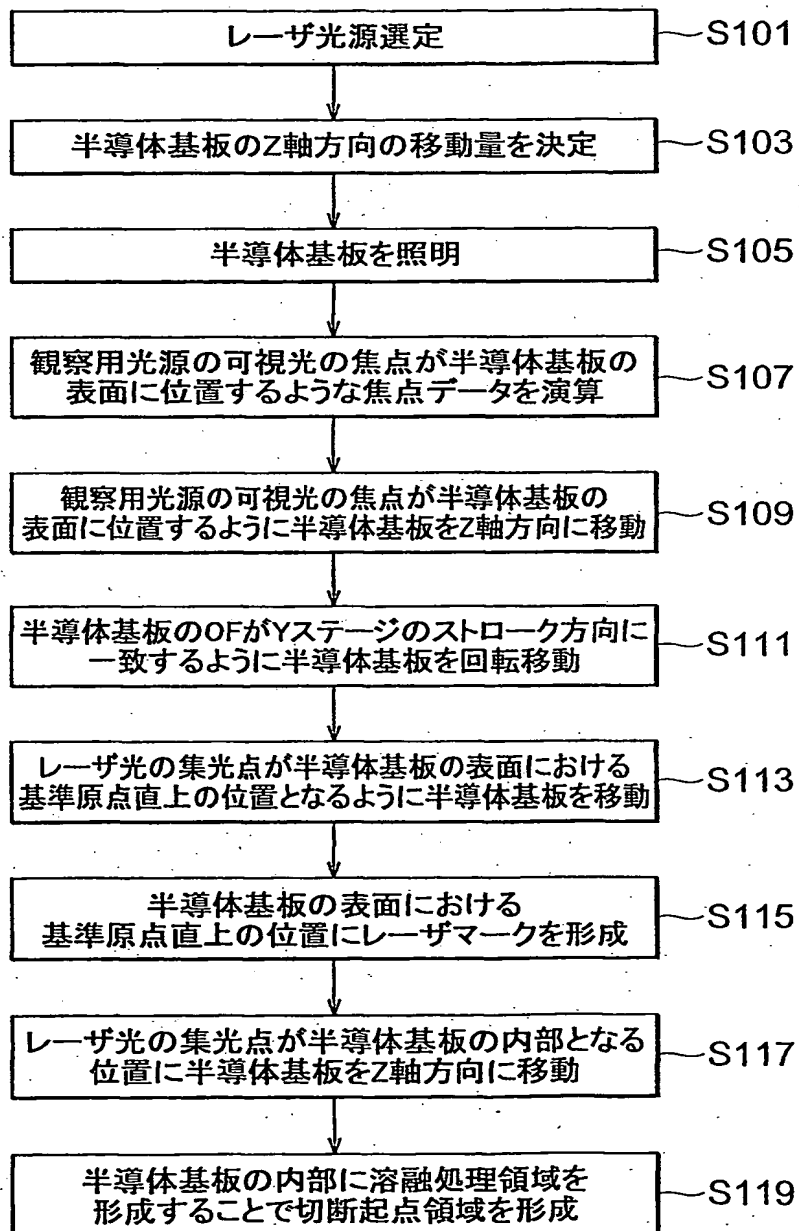 レーザ光源選定
S101
半導体基板のZ軸方向の移動量を決定
S103
半導体基板を照明
S105
観察用光源の可視光の焦点が半導体基板の
表面に位置するような焦点データを演算
S107
観察用光源の可視光の焦点が半導体基板の
表面に位置するように半導体基板をZ軸方向に移動
S109
半導体基板のOFがYステージのストローク方向に
一致するように半導体基板を回転移動
S111
レーザ光の集光点が半導体基板の表面における
基準原点直上の位置となるように半導体基板を移動
S113
半導体基板の表面における
基準原点直上の位置にレーザマークを形成
S115
レーザ光の集光点が半導体基板の内部となる
位置に半導体基板をZ軸方向に移動
S117
半導体基板の内部に溶融処理領域を
形成することで切断起点領域を形成
S119